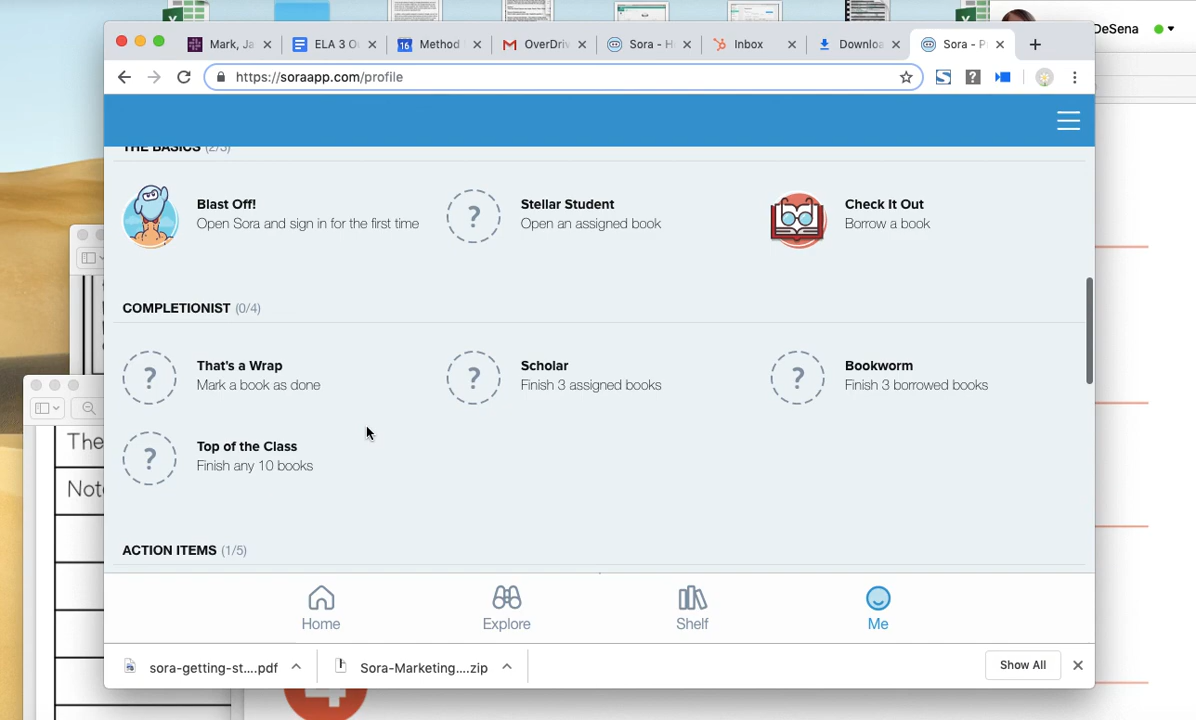 DeSena
Mark, Ja
ELA 3 O
16
Method
OverDri
Sora - H
Inbox
Downloa
Sora - P
https://soraapp.com/profile
THE BASICS (2/3)
Blast Off!
Open Sora and sign in for the first time
?
Stellar Student
Open an assigned book
Check It Out
Borrow a book
COMPLETIONIST (0/4)
?
That's a Wrap
Mark a book as done
?
Scholar
Finish 3 assigned books
?
Bookworm
Finish 3 borrowed books
?
Top of the Class
Finish any 10 books
The
Note
ACTION ITEMS (1/5)
Home
Explore
Shelf
Me
sora-getting-st....pdf
Sora-Marketing....zip
Show All